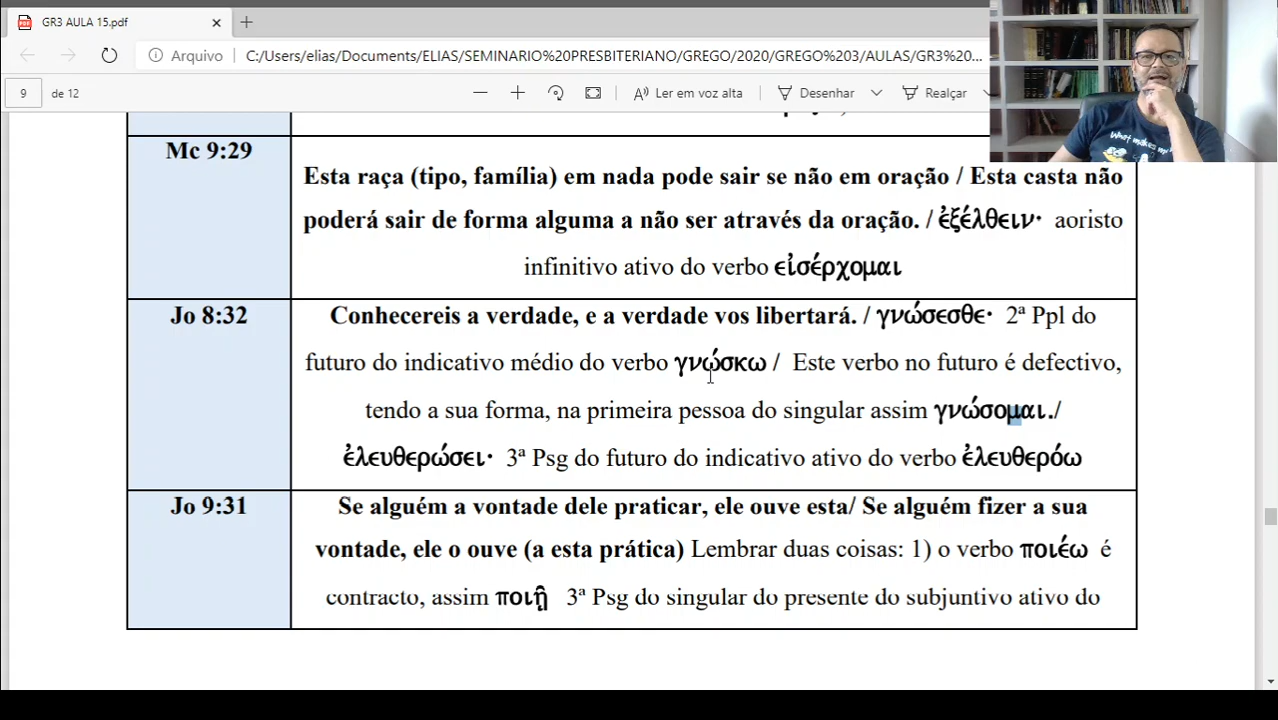 GR3 AULA 15.pdf
Arquivo
C:/Users/elias/Documents/ELIAS/SEMINARIO%20PRESBITERIANO/GREGO/2020/GREGO%203/AULAS/GR3%20...
9 de 12
Ler em voz alta
Desenhar
Realçar
What makes
Mc 9:29
Esta raça (tipo, família) em nada pode sair se não em oração / Esta casta não
poderá sair de forma alguma a não ser através da oração. / ἐξέλθειν· aoristo
infinitivo ativo do verbo εἰσέρχομαι
Jo 8:32
Conhecereis a verdade, e a verdade vos libertará. / γνώσεσθε· 2ª Ppl do
futuro do indicativo médio do verbo γνώσκω / Este verbo no futuro é defectivo,
tendo a sua forma, na primeira pessoa do singular assim γνώσομαι./
ἐλευθερώσει· 3ª Psg do futuro do indicativo ativo do verbo ἐλευθερόω
Jo 9:31
Se alguém a vontade dele praticar, ele ouve esta/ Se alguém fizer a sua
vontade, ele o ouve (a esta prática) Lembrar duas coisas: 1) o verbo ποιέω é
contracto, assim ποιῇ 3ª Psg do singular do presente do subjuntivo ativo do